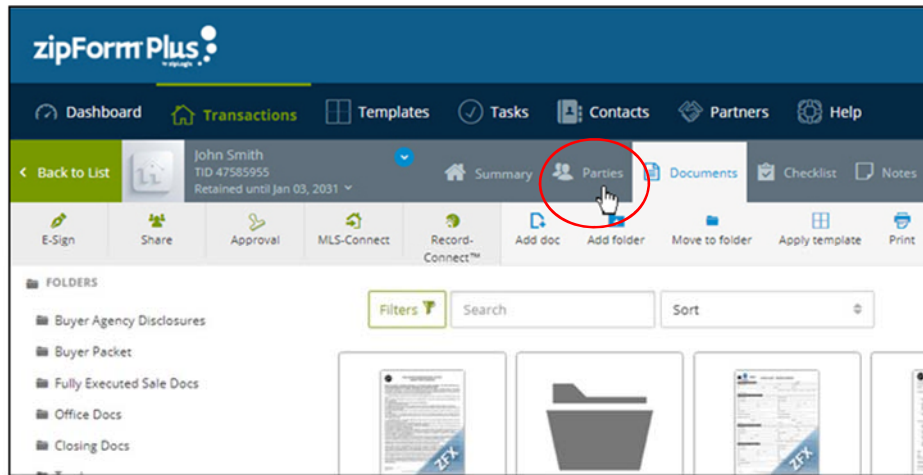 zipForm Plus
by zipLogix
Dashboard Transactions Templates Tasks Contacts Partners Help
Back to List
John Smith
TID 47585955
Retained until Jan 03, 2031
Summary Parties Documents Checklist Notes
E-Sign Share Approval MLS-Connect Record-Connect™ Add doc Add folder Move to folder Apply template Print
FOLDERS
Filters Search Sort
Buyer Agency Disclosures
Buyer Packet
Fully Executed Sale Docs
Office Docs
Closing Docs
ZFX ZFX